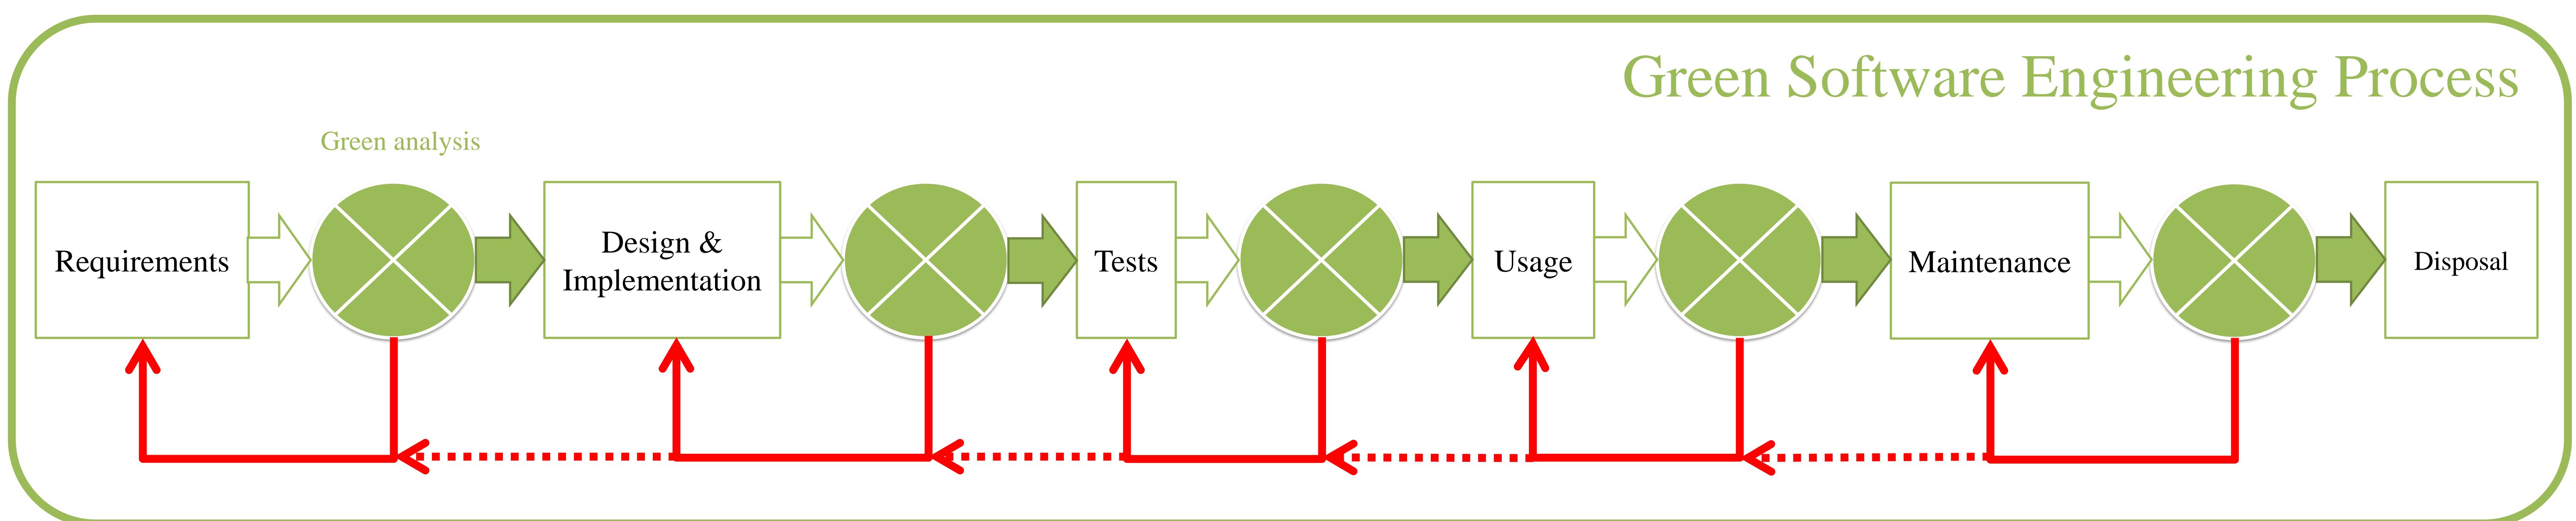 Green Software Engineering Process
Green analysis
Requirements
Design &
Implementation
Tests
Usage
Maintenance
Disposal